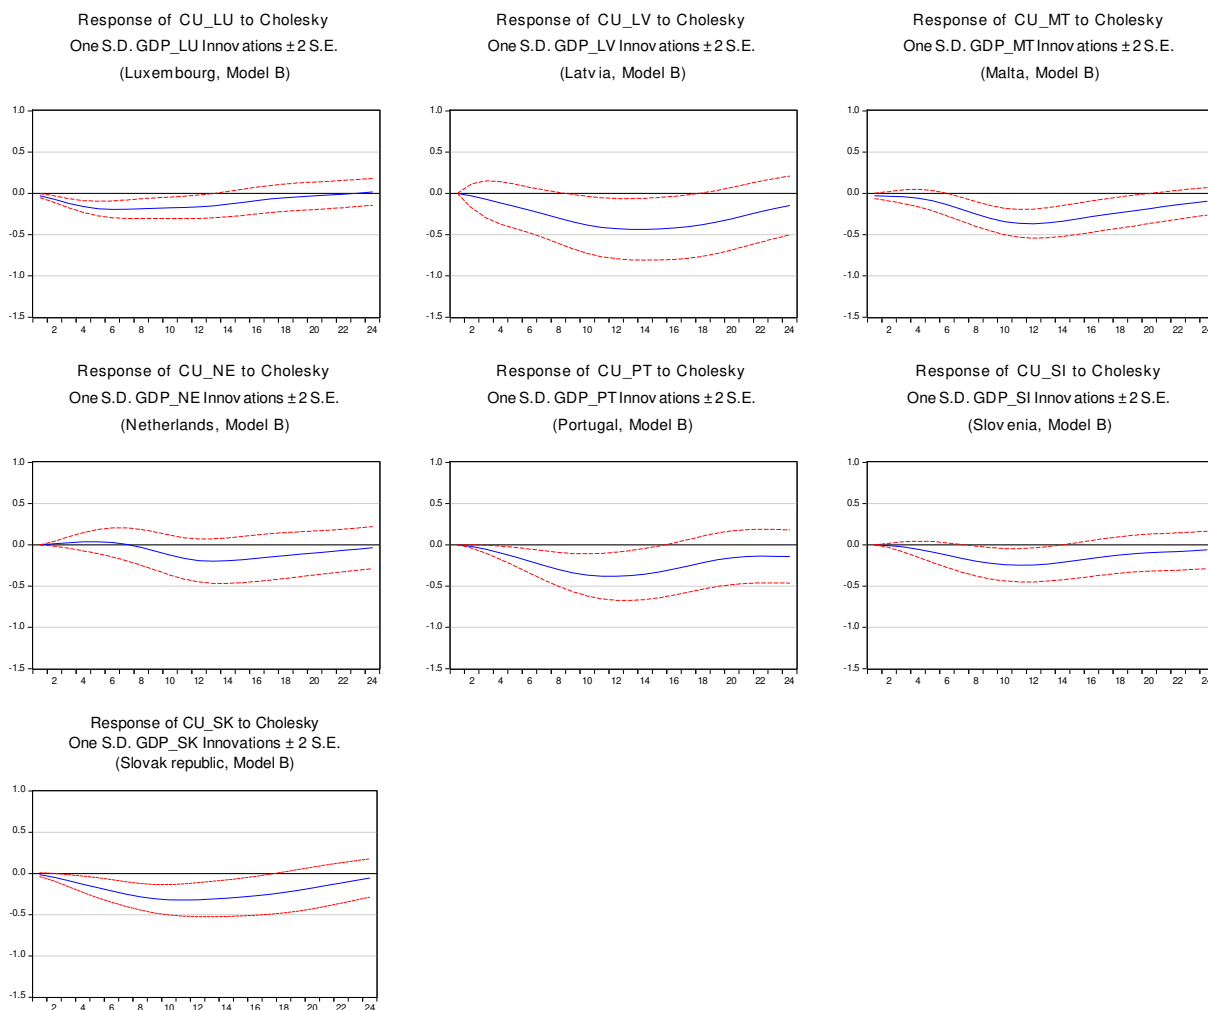 Response of CU_LU to Cholesky
One S.D. GDP_LU Innovations ± 2 S.E.
(Luxembourg, Model B)
1.0
0.5
0.0
-0.5
-1.0
-1.5
2 4 6 8 10 12 14 16 18 20 22 24
Response of CU_LV to Cholesky
One S.D. GDP_LV Innovations ± 2 S.E.
(Latvia, Model B)
1.0
0.5
0.0
-0.5
-1.0
-1.5
2 4 6 8 10 12 14 16 18 20 22 24
Response of CU_MT to Cholesky
One S.D. GDP_MT Innovations ± 2 S.E.
(Malta, Model B)
1.0
0.5
0.0
-0.5
-1.0
-1.5
2 4 6 8 10 12 14 16 18 20 22 24
Response of CU_NE to Cholesky
One S.D. GDP_NE Innovations ± 2 S.E.
(Netherlands, Model B)
1.0
0.5
0.0
-0.5
-1.0
-1.5
2 4 6 8 10 12 14 16 18 20 22 24
Response of CU_PT to Cholesky
One S.D. GDP_PT Innovations ± 2 S.E.
(Portugal, Model B)
1.0
0.5
0.0
-0.5
-1.0
-1.5
2 4 6 8 10 12 14 16 18 20 22 24
Response of CU_SI to Cholesky
One S.D. GDP_SI Innovations ± 2 S.E.
(Slovenia, Model B)
1.0
0.5
0.0
-0.5
-1.0
-1.5
2 4 6 8 10 12 14 16 18 20 22 24
Response of CU_SK to Cholesky
One S.D. GDP_SK Innovations ± 2 S.E.
(Slovak republic, Model B)
1.0
0.5
0.0
-0.5
-1.0
-1.5
2 4 6 8 10 12 14 16 18 20 22 24